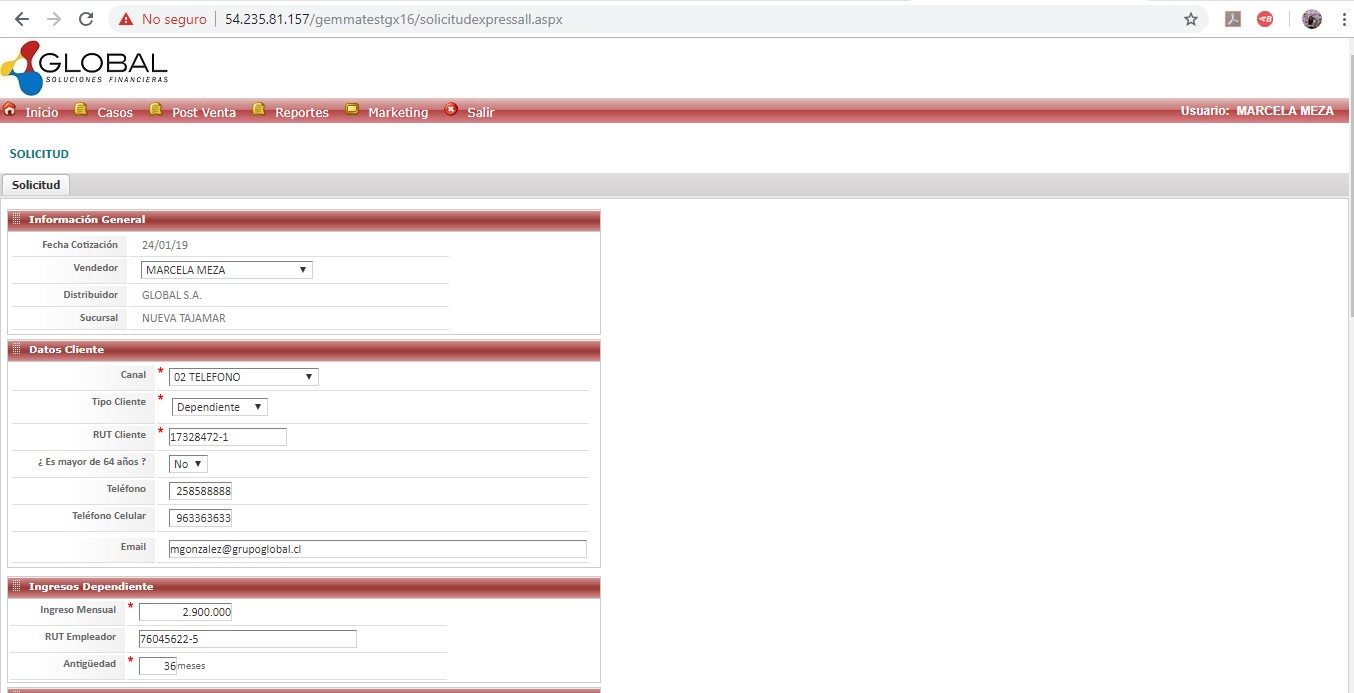 No seguro | 54.235.81.157/gemmatestgx16/solicitudexpressall.aspx
GLOBAL
SOLUCIONES FINANCIERAS
Inicio Casos Post Venta Reportes Marketing Salir Usuario: MARCELA MEZA
SOLICITUD
Solicitud
Información General
Fecha Cotización 24/01/19
Vendedor MARCELA MEZA
Distribuidor GLOBAL S.A.
Sucursal NUEVA TAJAMAR
Datos Cliente
Canal * 02 TELEFONO
Tipo Cliente * Dependiente
RUT Cliente * 17328472-1
¿ Es mayor de 64 años ? No
Teléfono 258588888
Teléfono Celular 963363633
Email mgonzalez@grupoglobal.cl
Ingresos Dependiente
Ingreso Mensual * 2.900.000
RUT Empleador 76045622-5
Antigüedad * 36 meses